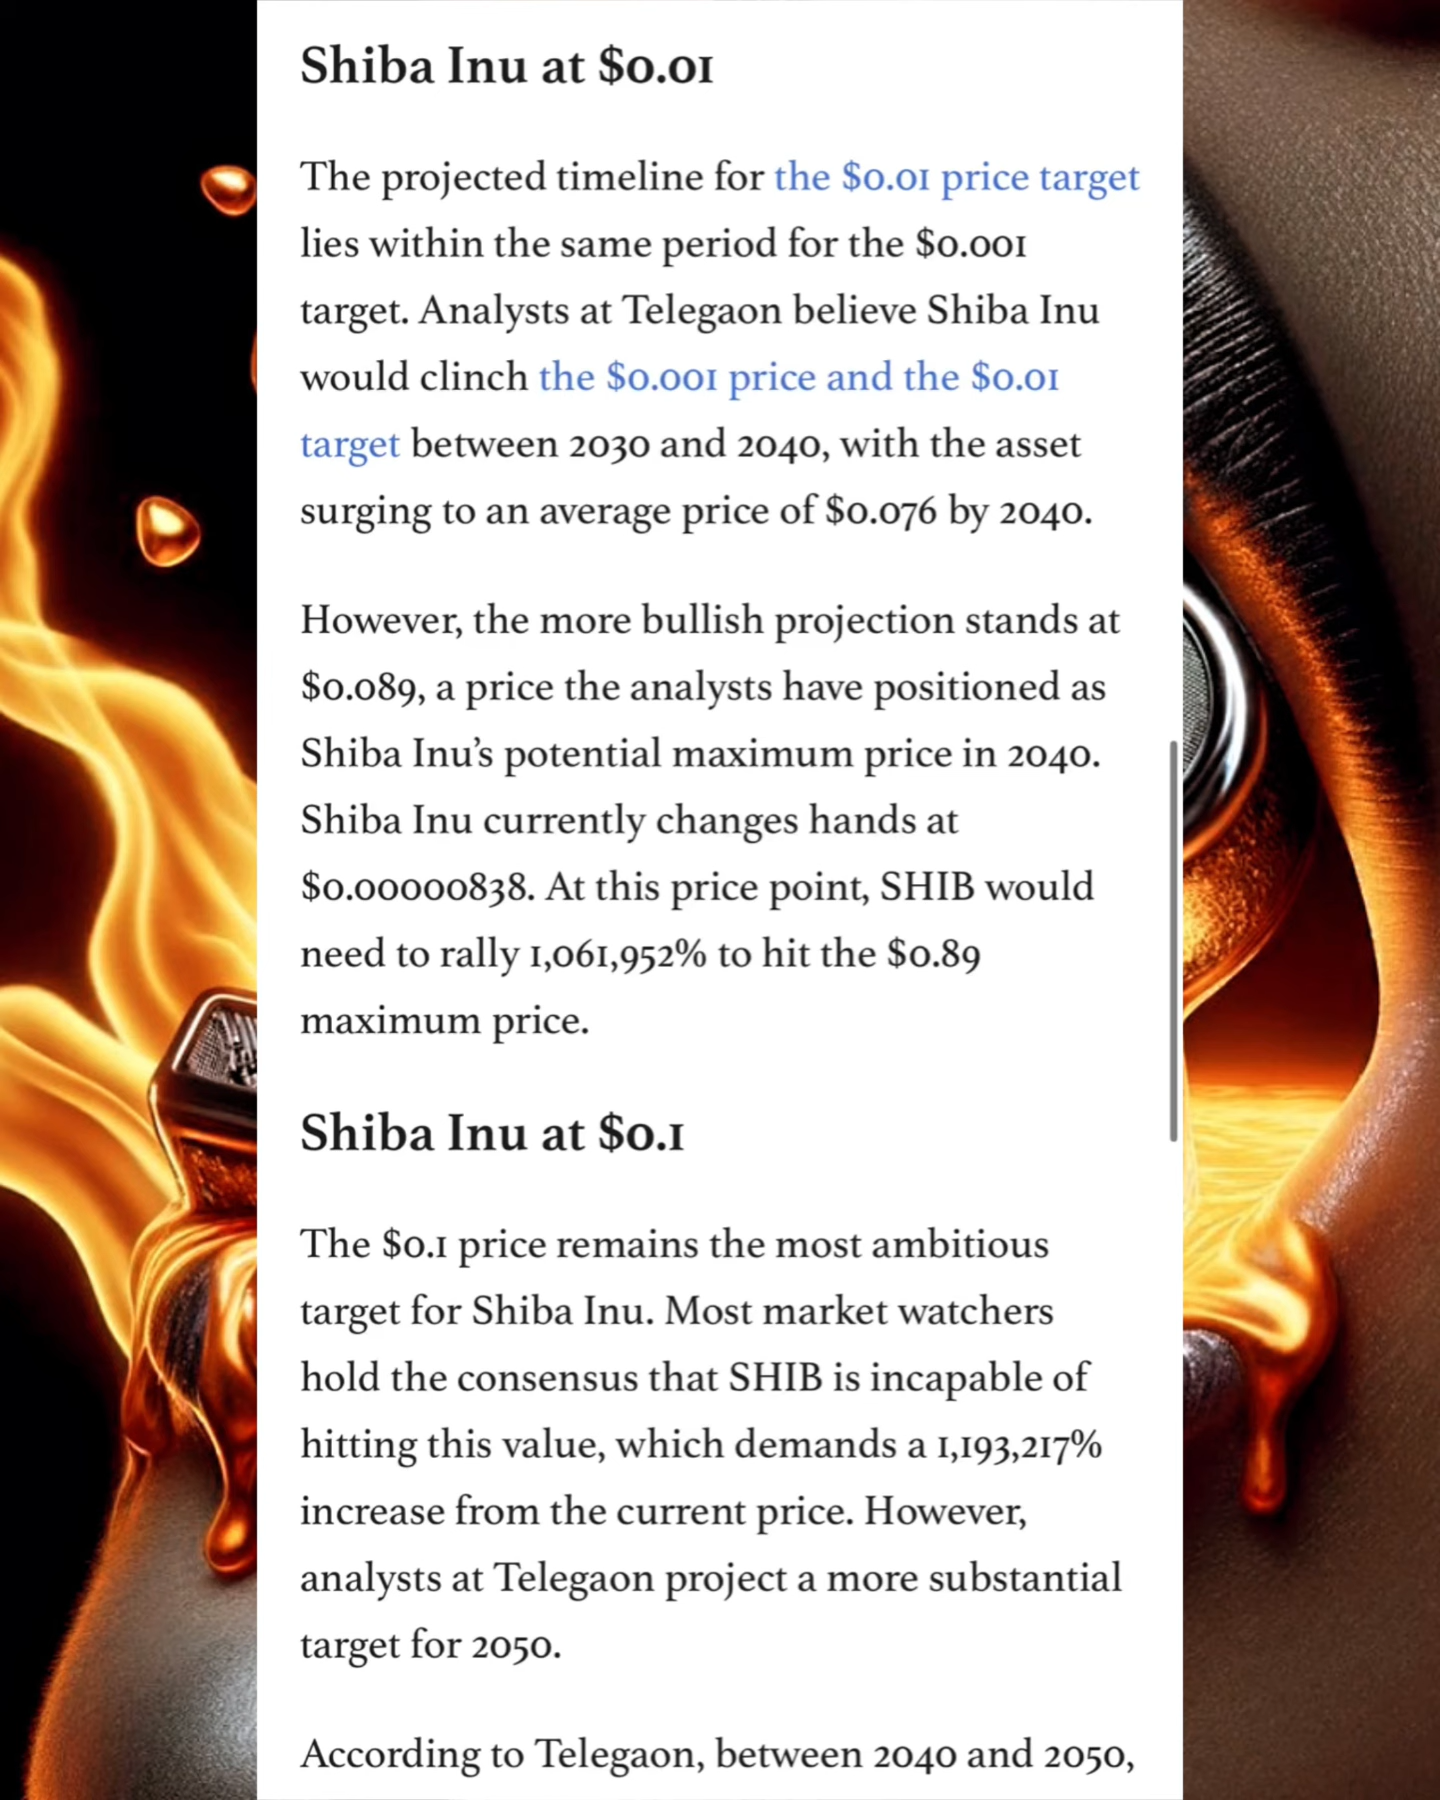 Shiba Inu at $0.01
The projected timeline for the $0.01 price target
lies within the same period for the $0.001
target. Analysts at Telegaon believe Shiba Inu
would clinch the $0.001 price and the $0.01
target between 2030 and 2040, with the asset
surging to an average price of $0.076 by 2040.
However, the more bullish projection stands at
$0.089, a price the analysts have positioned as
Shiba Inu’s potential maximum price in 2040.
Shiba Inu currently changes hands at
$0.00000838. At this price point, SHIB would
need to rally 1,061,952% to hit the $0.89
maximum price.
Shiba Inu at $0.1
The $0.1 price remains the most ambitious
target for Shiba Inu. Most market watchers
hold the consensus that SHIB is incapable of
hitting this value, which demands a 1,193,217%
increase from the current price. However,
analysts at Telegaon project a more substantial
target for 2050.
According to Telegaon, between 2040 and 2050,